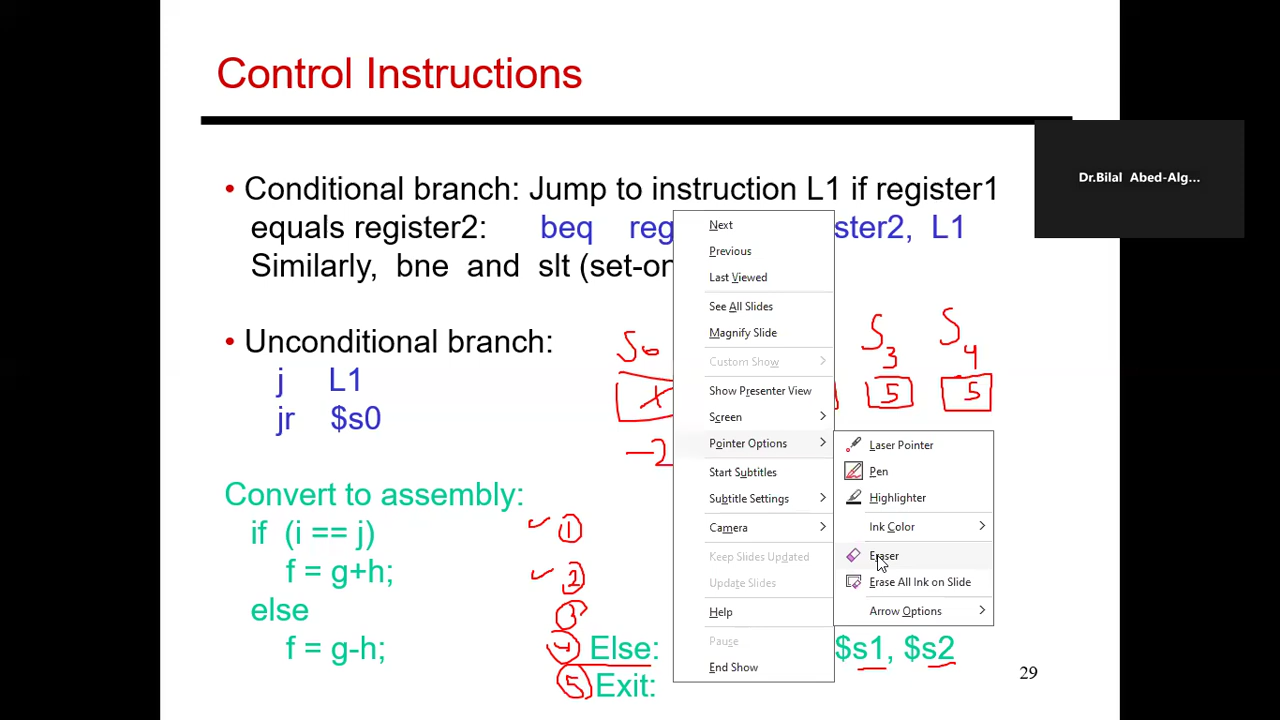 Control Instructions
Dr.Bilal Abed-Alg...
• Conditional branch: Jump to instruction L1 if register1
equals register2: beq reg ster2, L1
Similarly, bne and slt (set-on
• Unconditional branch:
j L1
jr $s0
S0
S3
S4
5
5
-2
Convert to assembly:
if (i == j)
f = g+h;
else
f = g-h;
1
2
3
4 Else: $s1, $s2
5 Exit:
29
Next
Previous
Last Viewed
See All Slides
Magnify Slide
Custom Show
Show Presenter View
Screen
Pointer Options
Start Subtitles
Subtitle Settings
Camera
Keep Slides Updated
Update Slides
Help
Pause
End Show
Laser Pointer
Pen
Highlighter
Ink Color
Eraser
Erase All Ink on Slide
Arrow Options